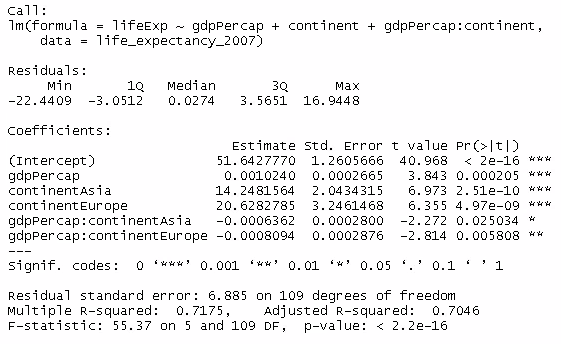 Call:
lm(formula = lifeExp ~ gdpPercap + continent + gdpPercap:continent,
data = life_expectancy_2007)
Residuals:
Min 1Q Median 3Q Max
-22.4409 -3.0512 0.0274 3.5651 16.9448
Coefficients:
Estimate Std. Error t value Pr(>|t|)
(Intercept) 51.6427770 1.2605666 40.968 < 2e-16 ***
gdpPercap 0.0010240 0.0002665 3.843 0.000205 ***
continentAsia 14.2481564 2.0434315 6.973 2.51e-10 ***
continentEurope 20.6282785 3.2461468 6.355 4.97e-09 ***
gdpPercap:continentAsia -0.0006362 0.0002800 -2.272 0.025034 *
gdpPercap:continentEurope -0.0008094 0.0002876 -2.814 0.005808 **
---
Signif. codes: 0 ‘***’ 0.001 ‘**’ 0.01 ‘*’ 0.05 ‘.’ 0.1 ‘ ’ 1
Residual standard error: 6.885 on 109 degrees of freedom
Multiple R-squared: 0.7175, Adjusted R-squared: 0.7046
F-statistic: 55.37 on 5 and 109 DF, p-value: < 2.2e-16